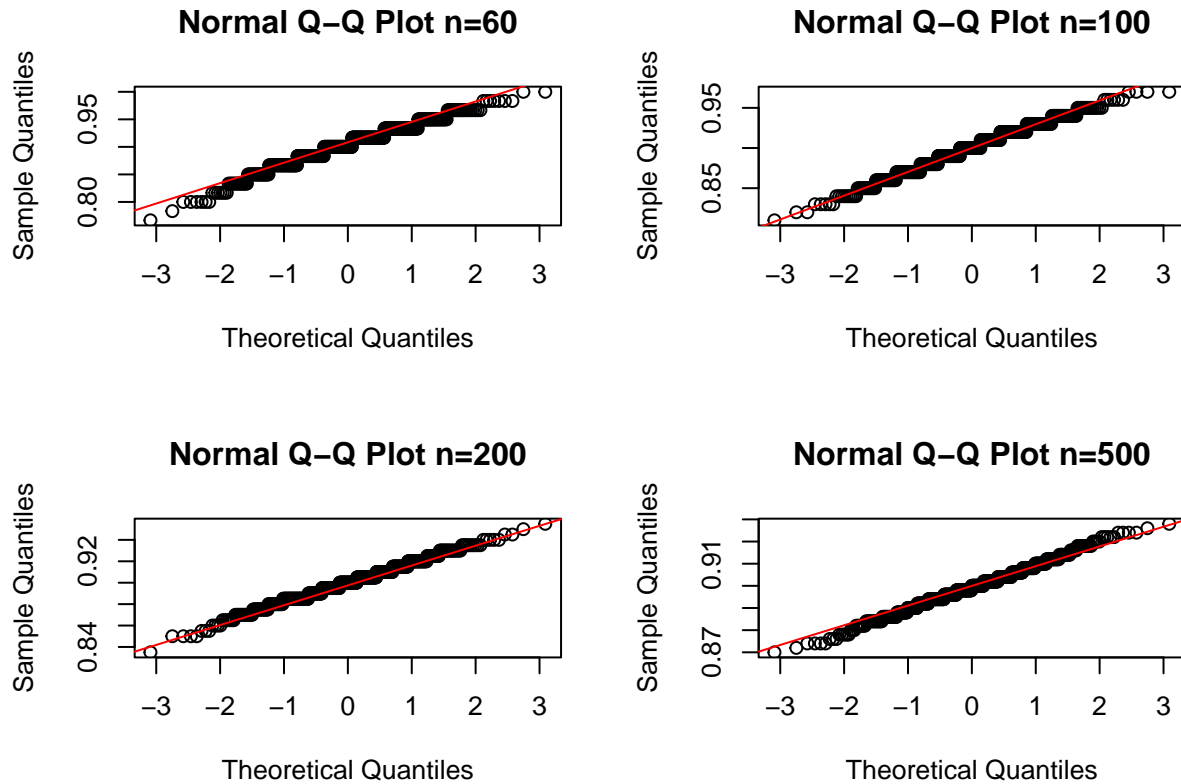 Normal Q−Q Plot n=60
Sample Quantiles
0.80
0.95
−3 −2 −1 0 1 2 3
Theoretical Quantiles
Normal Q−Q Plot n=100
Sample Quantiles
0.85
0.95
−3 −2 −1 0 1 2 3
Theoretical Quantiles
Normal Q−Q Plot n=200
Sample Quantiles
0.84
0.92
−3 −2 −1 0 1 2 3
Theoretical Quantiles
Normal Q−Q Plot n=500
Sample Quantiles
0.87
0.91
−3 −2 −1 0 1 2 3
Theoretical Quantiles